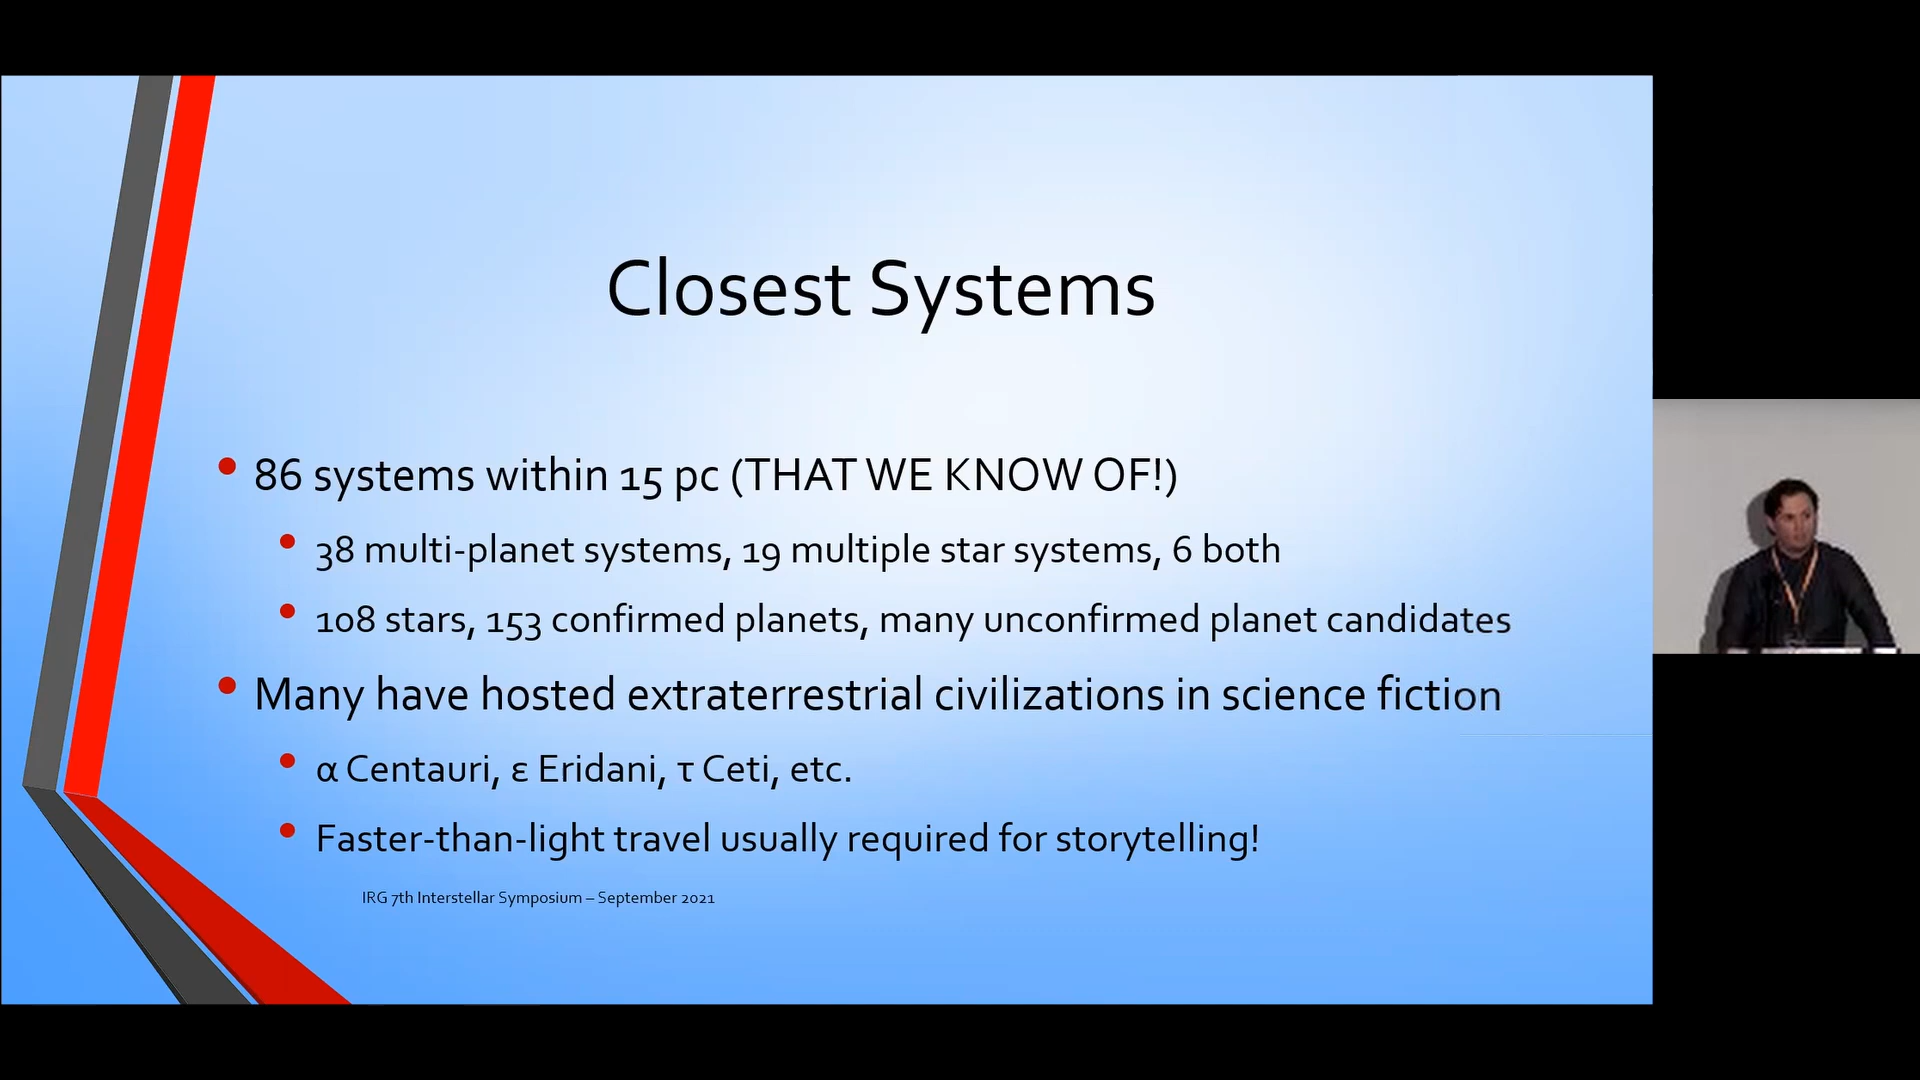 Closest Systems
86 systems within 15 pc (THAT WE KNOW OF!)
38 multi-planet systems, 19 multiple star systems, 6 both
108 stars, 153 confirmed planets, many unconfirmed planet candidates
Many have hosted extraterrestrial civilizations in science fiction
α Centauri, ε Eridani, τ Ceti, etc.
Faster-than-light travel usually required for storytelling!
IRG 7th Interstellar Symposium – September 2021